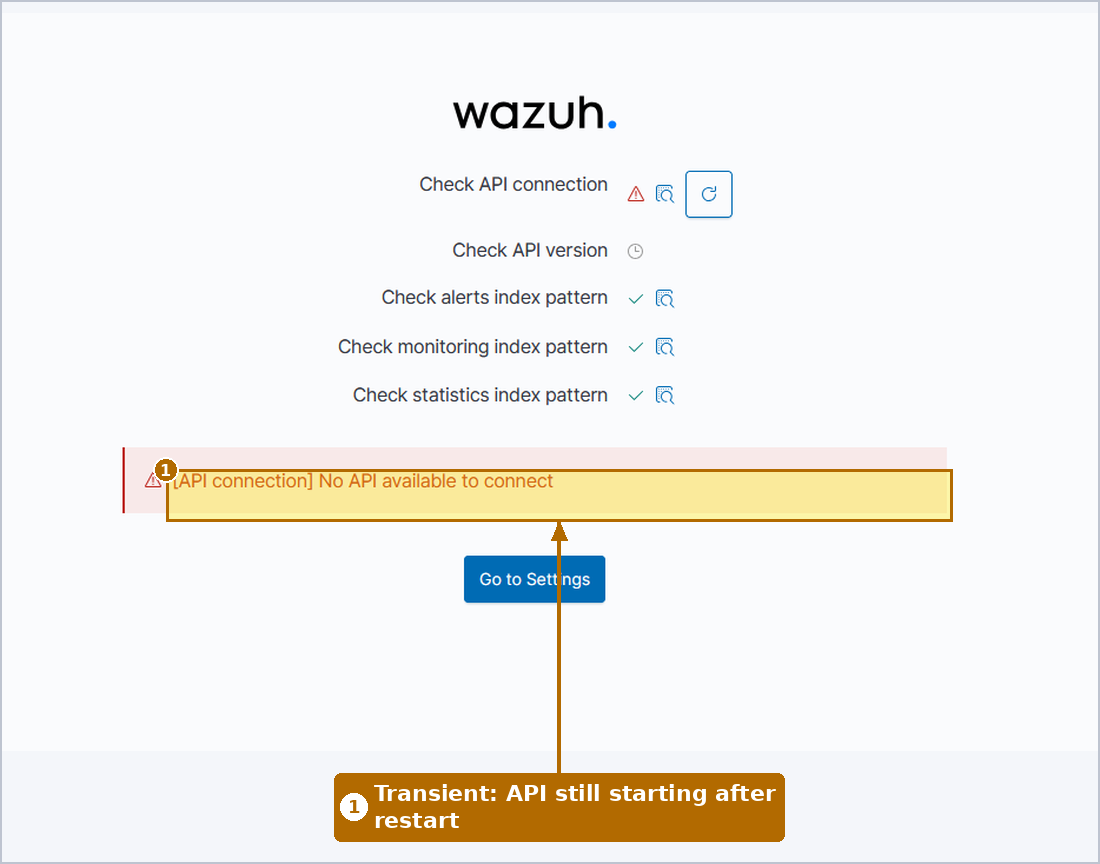 wazuh.
Check API connection
Check API version
Check alerts index pattern
Check monitoring index pattern
Check statistics index pattern
1
[API connection] No API available to connect
Go to Settings
1 Transient: API still starting after
restart